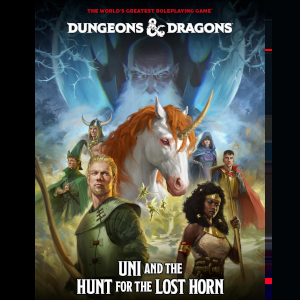 THE WORLD'S GREATEST ROLEPLAYING GAME
DUNGEONS & DRAGONS
UNI AND THE
HUNT FOR THE LOST HORN